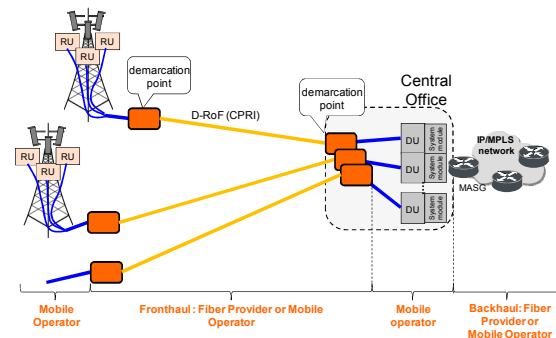 RU
RU
RU
demarcation
point
D-RoF (CPRI)
demarcation
point
Central
Office
RU
RU
RU
DU
System
module
DU
System
module
DU
System
module
IP/MPLS
network
MASG
Mobile
Operator
Fronthaul : Fiber Provider or Mobile
Operator
Mobile
operator
Backhaul: Fiber
Provider or
Mobile Operator